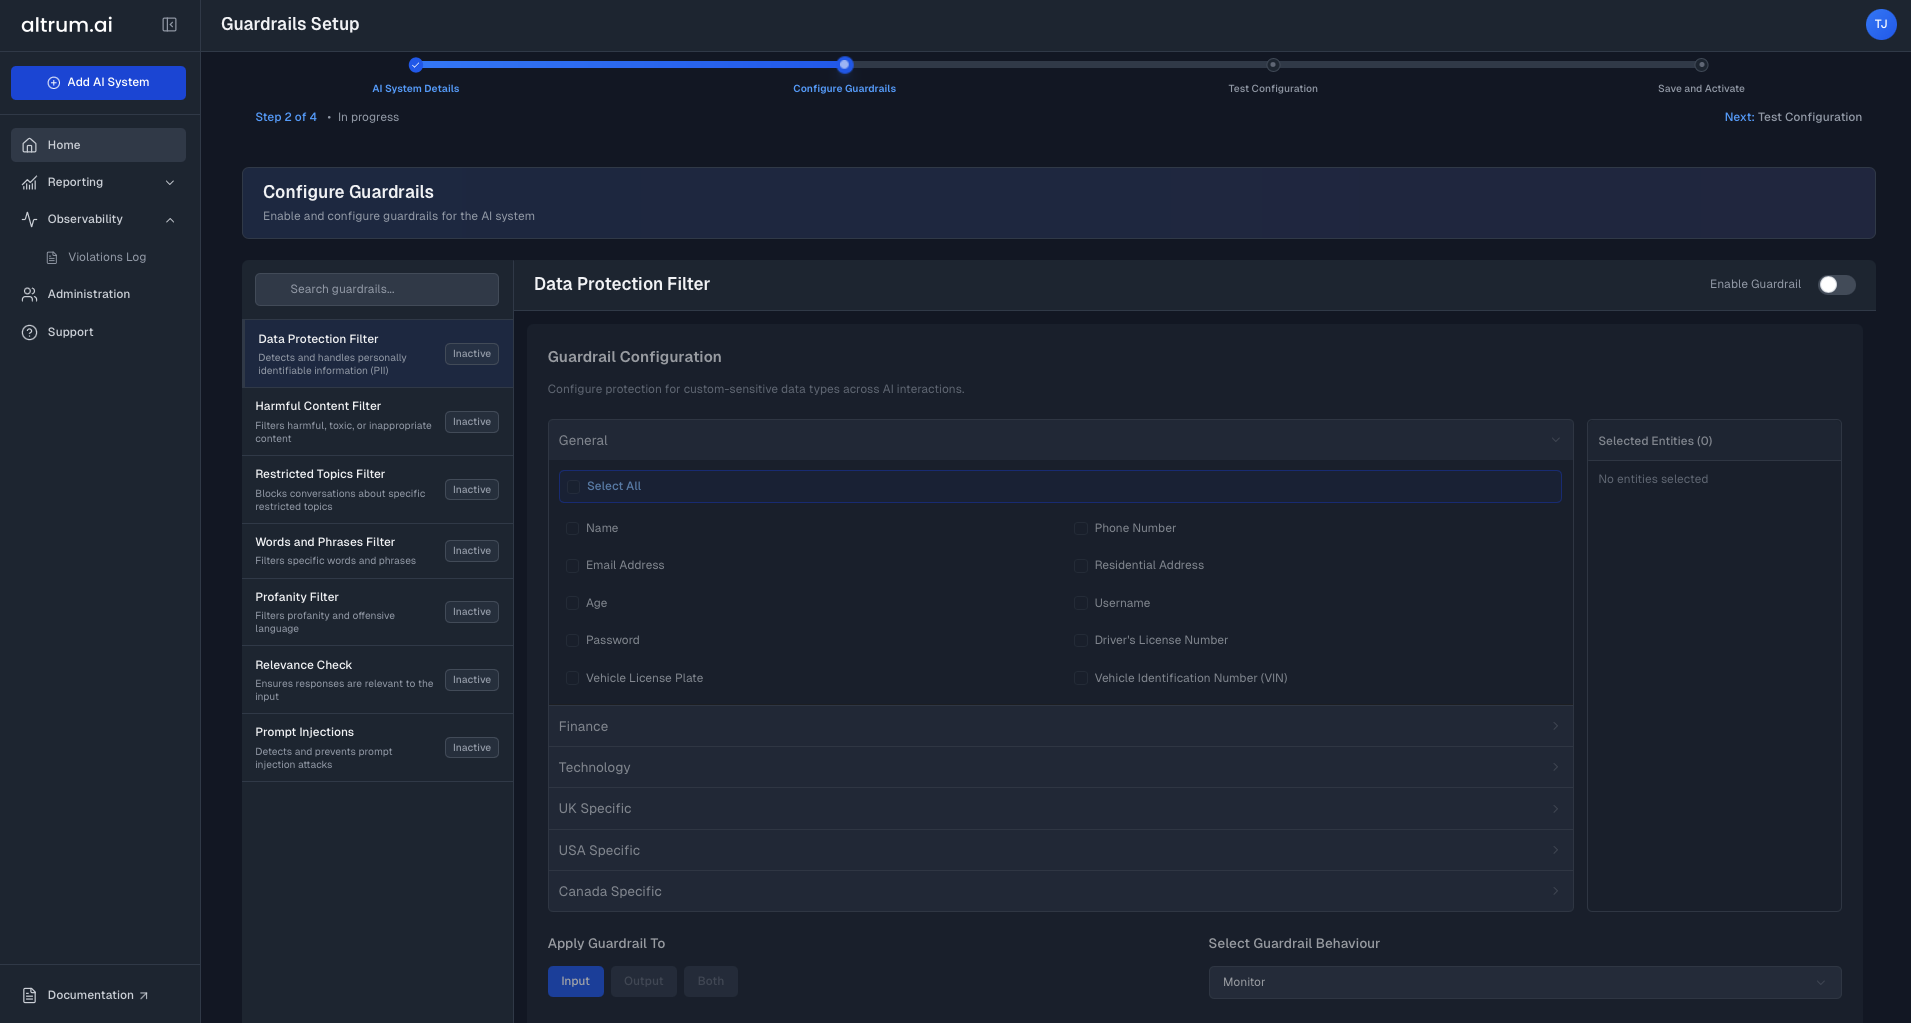 altrum.ai
Guardrails Setup
TJ
Add AI System
Home
Reporting
Observability
Violations Log
Administration
Support
Documentation
AI System Details
Configure Guardrails
Test Configuration
Save and Activate
Step 2 of 4 • In progress
Next: Test Configuration
Configure Guardrails
Enable and configure guardrails for the AI system
Search guardrails...
Data Protection Filter
Detects and handles personally
identifiable information (PII)
Inactive
Harmful Content Filter
Filters harmful, toxic, or inappropriate
content
Inactive
Restricted Topics Filter
Blocks conversations about specific
restricted topics
Inactive
Words and Phrases Filter
Filters specific words and phrases
Inactive
Profanity Filter
Filters profanity and offensive
language
Inactive
Relevance Check
Ensures responses are relevant to the
input
Inactive
Prompt Injections
Detects and prevents prompt
injection attacks
Inactive
Data Protection Filter
Enable Guardrail
Guardrail Configuration
Configure protection for custom-sensitive data types across AI interactions.
General
Select All
Name
Phone Number
Email Address
Residential Address
Age
Username
Password
Driver's License Number
Vehicle License Plate
Vehicle Identification Number (VIN)
Finance
Technology
UK Specific
USA Specific
Canada Specific
Selected Entities (0)
No entities selected
Apply Guardrail To
Input
Output
Both
Select Guardrail Behaviour
Monitor